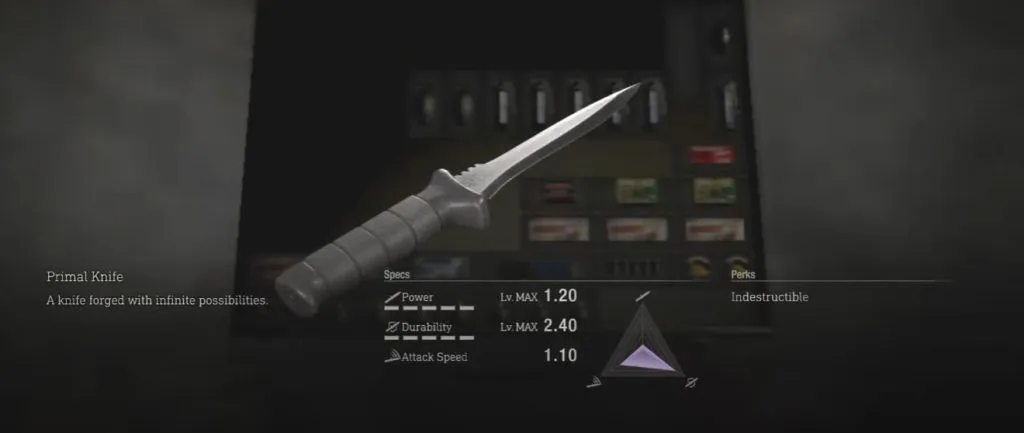 Primal Knife
A knife forged with infinite possibilities.
Specs
Power Lv. MAX 1.20
Durability Lv. MAX 2.40
Attack Speed 1.10
Perks
Indestructible